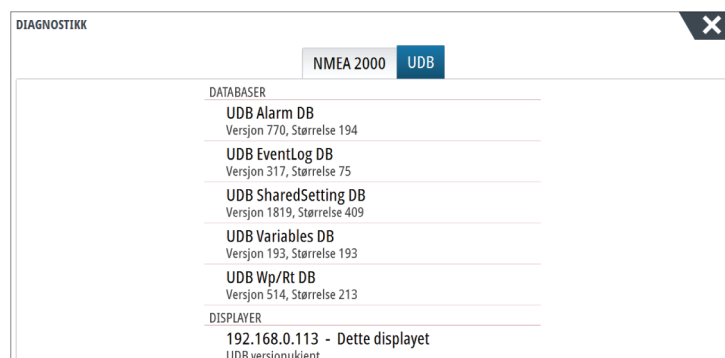 DIAGNOSTIKK
NMEA 2000 UDB
DATABASER
UDB Alarm DB
Versjon 770, Størrelse 194
UDB EventLog DB
Versjon 317, Størrelse 75
UDB SharedSetting DB
Versjon 1819, Størrelse 409
UDB Variables DB
Versjon 193, Størrelse 193
UDB Wp/Rt DB
Versjon 514, Størrelse 213
DISPLAYER
192.168.0.113 - Dette displayet
UDB versjonukjent